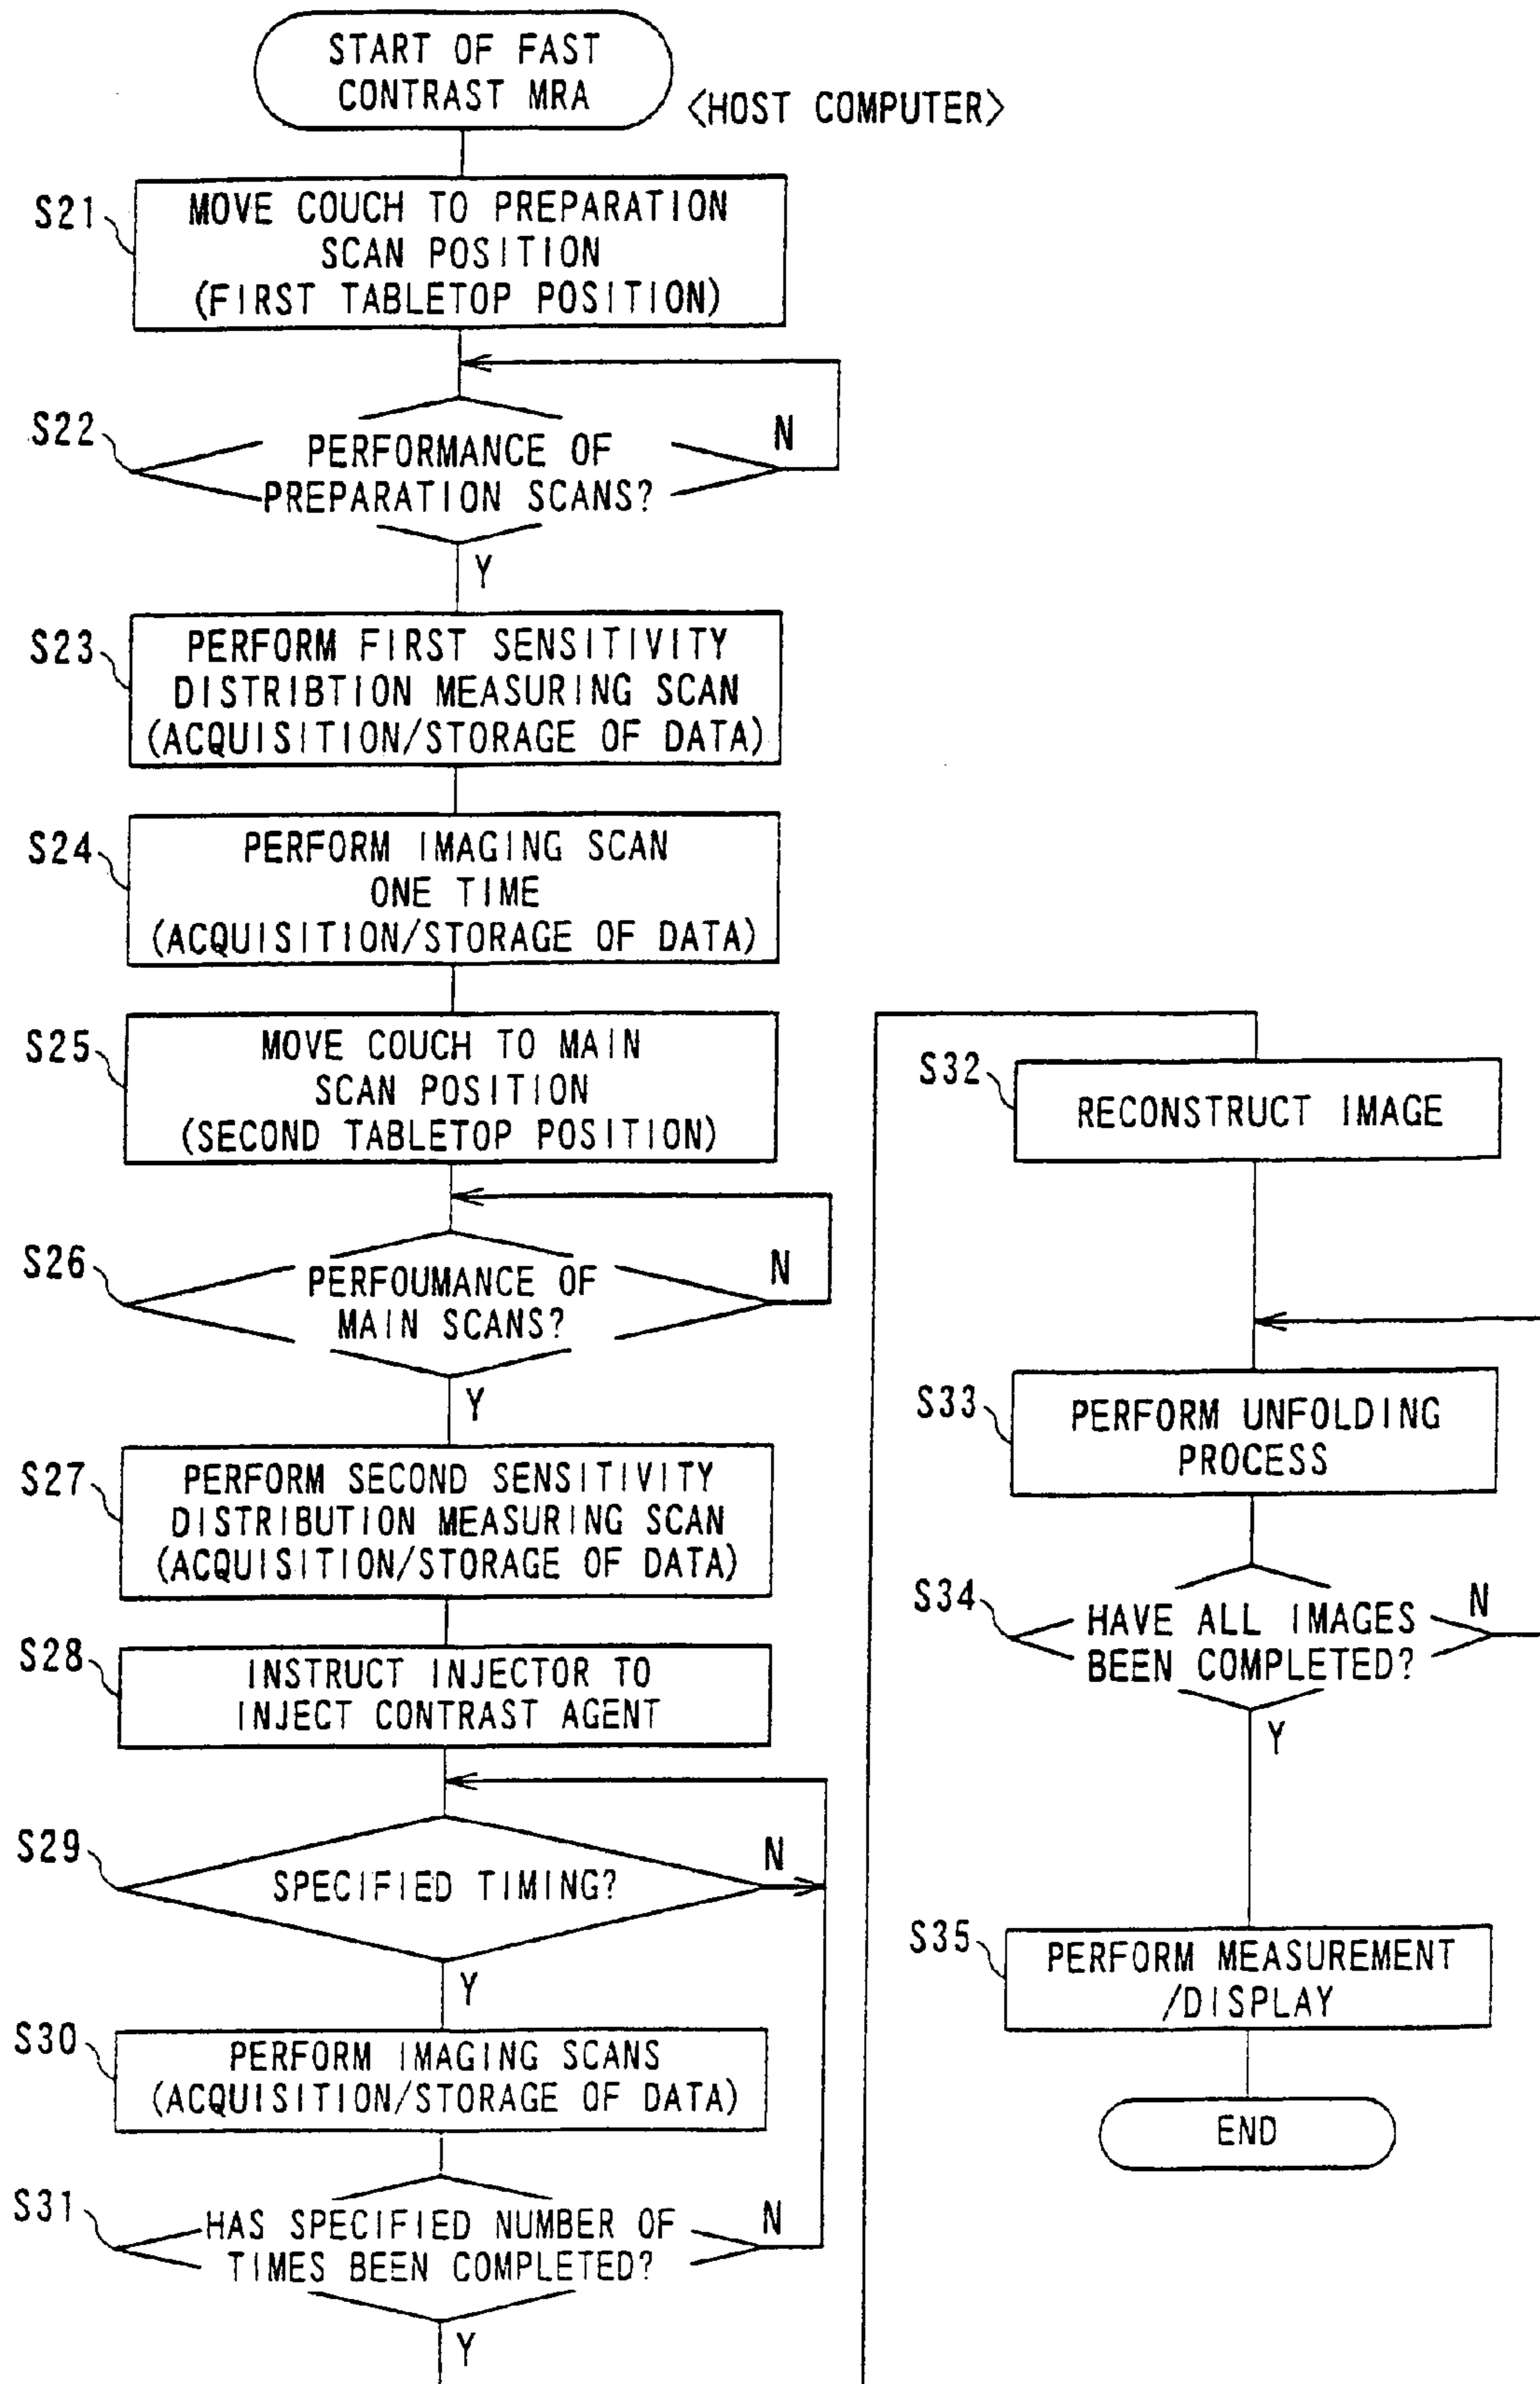 START OF FAST
CONTRAST MRA
<HOST COMPUTER>
S21
MOVE COUCH TO PREPARATION
SCAN POSITION
(FIRST TABLETOP POSITION)
S22
PERFORMANCE OF
PREPARATION SCANS?
N
Y
S23
PERFORM FIRST SENSITIVITY
DISTRIBTION MEASURING SCAN
(ACQUISITION/STORAGE OF DATA)
S24
PERFORM IMAGING SCAN
ONE TIME
(ACQUISITION/STORAGE OF DATA)
S25
MOVE COUCH TO MAIN
SCAN POSITION
(SECOND TABLETOP POSITION)
S26
PERFOUMANCE OF
MAIN SCANS?
N
Y
S27
PERFORM SECOND SENSITIVITY
DISTRIBUTION MEASURING SCAN
(ACQUISITION/STORAGE OF DATA)
S28
INSTRUCT INJECTOR TO
INJECT CONTRAST AGENT
S29
SPECIFIED TIMING?
N
Y
S30
PERFORM IMAGING SCANS
(ACQUISITION/STORAGE OF DATA)
S31
HAS SPECIFIED NUMBER OF
TIMES BEEN COMPLETED?
N
Y
S32
RECONSTRUCT IMAGE
S33
PERFORM UNFOLDING
PROCESS
S34
HAVE ALL IMAGES
BEEN COMPLETED?
N
Y
S35
PERFORM MEASUREMENT
/DISPLAY
END